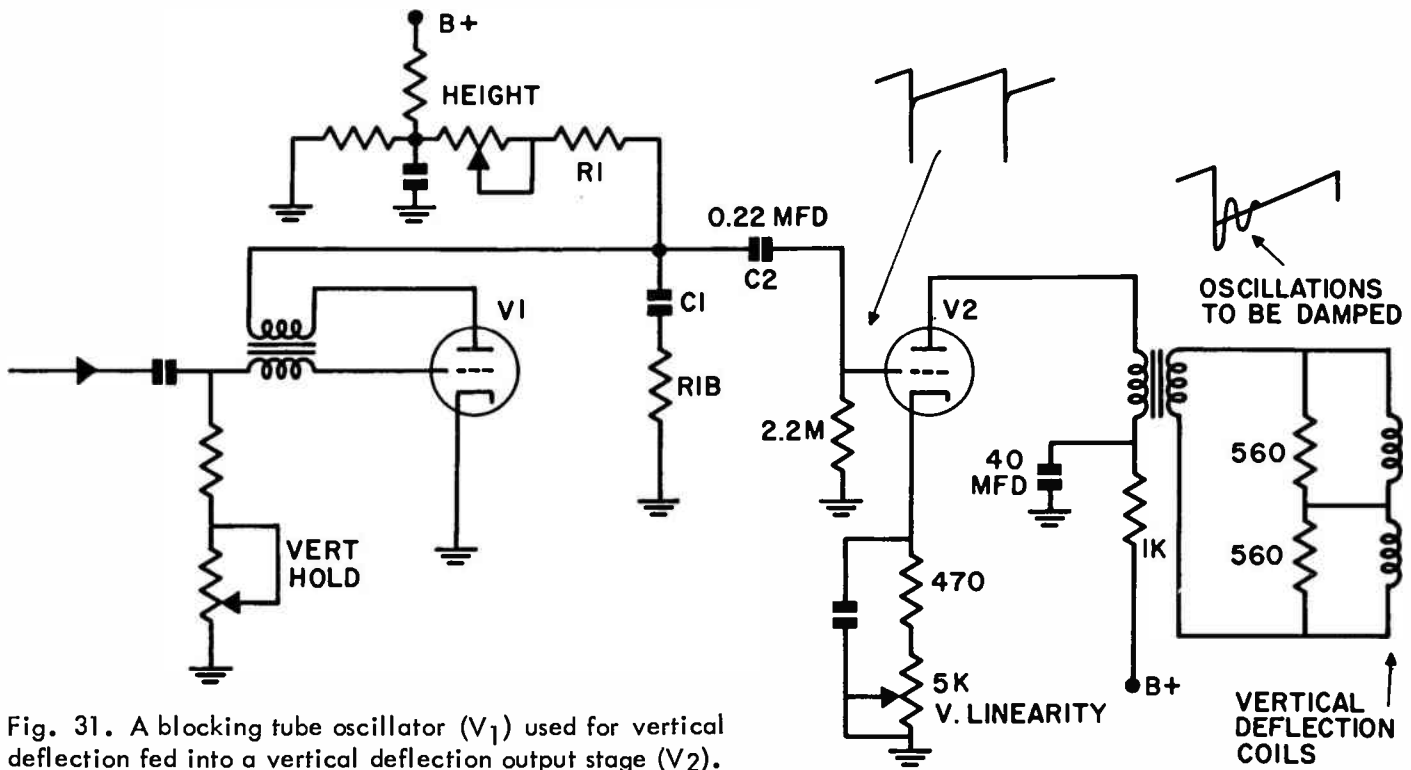 B+
HEIGHT
R1
0.22 MFD
C2
C1
V1
V2
R1B
2.2M
OSCILLATIONS
TO BE DAMPED
40
MFD
560
560
1K
470
VERT
HOLD
5K
V. LINEARITY
B+
VERTICAL
DEFLECTION
COILS
Fig. 31. A blocking tube oscillator (V1) used for vertical
deflection fed into a vertical deflection output stage (V2).